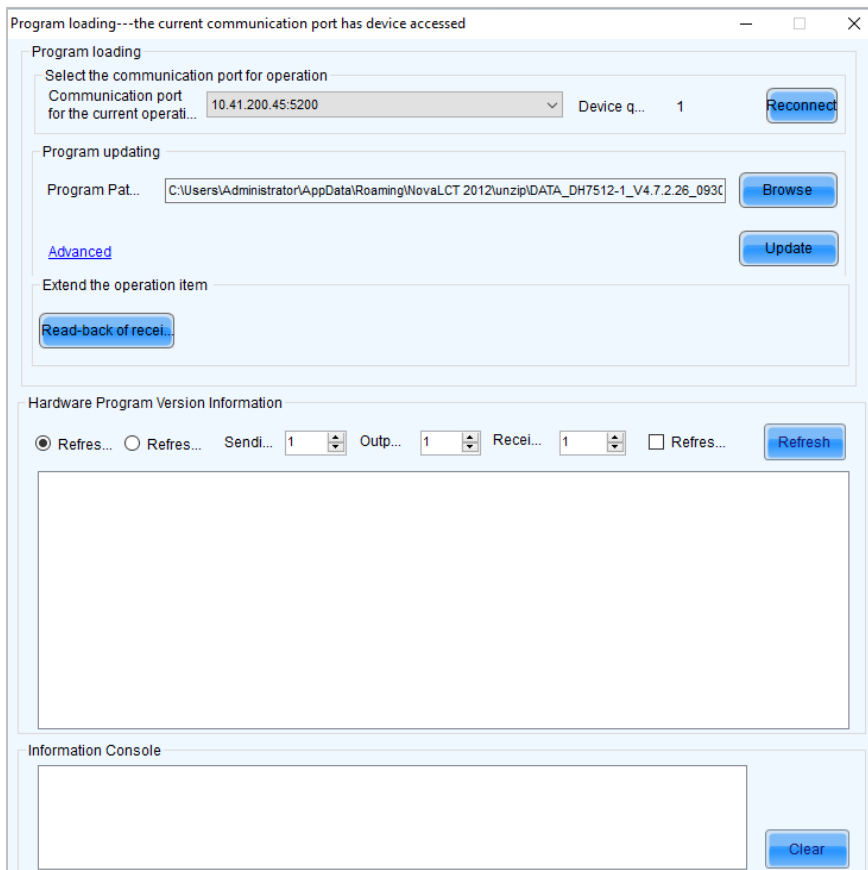 Program loading---the current communication port has device accessed
Program loading
Select the communication port for operation
Communication port
for the current operati...
10.41.200.45:5200
Device q...
1
Reconnect
Program updating
Program Pat...
C:\Users\Administrator\AppData\Roaming\NovaLCT 2012\unzip\DATA_DH7512-1_V4.7.2.26_0930
Browse
Advanced
Update
Extend the operation item
Read-back of recei...
Hardware Program Version Information
Refres...
Refres...
Sendi...
1
Outp...
1
Recei...
1
Refres...
Refresh
Information Console
Clear